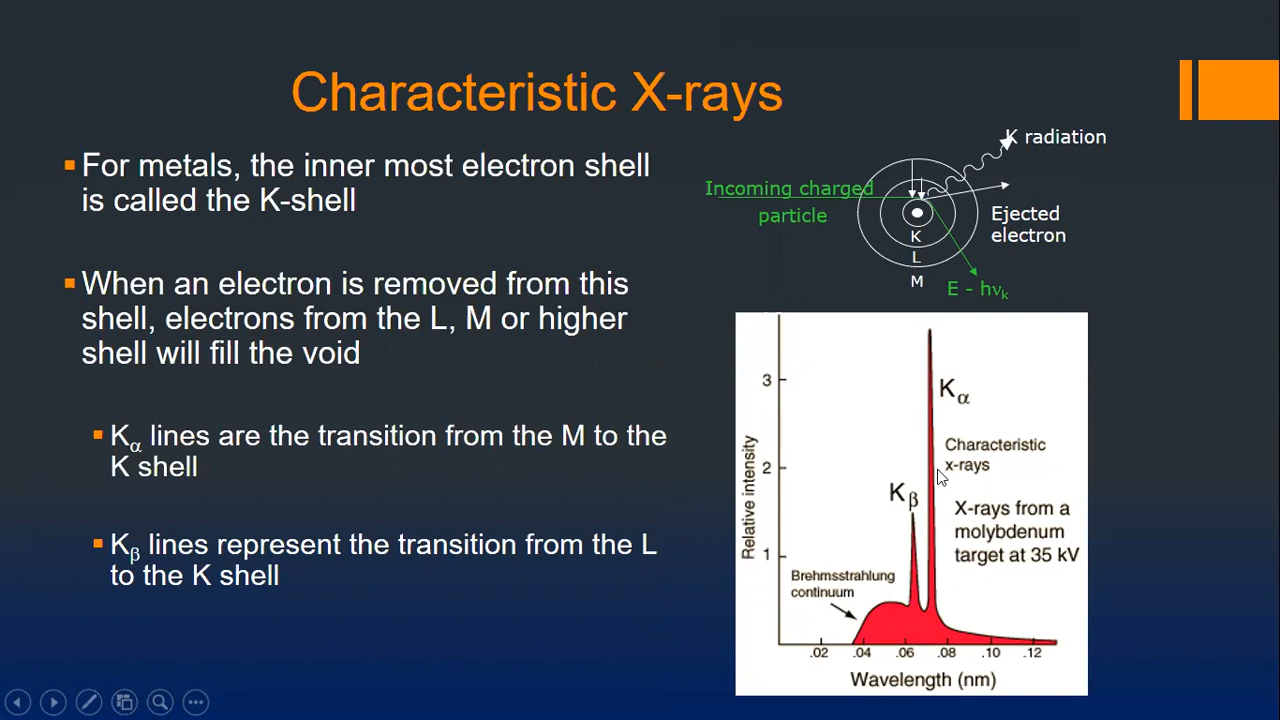 Characteristic X-rays
For metals, the inner most electron shell
is called the K-shell
When an electron is removed from this
shell, electrons from the L, M or higher
shell will fill the void
Kα lines are the transition from the M to the
K shell
Kβ lines represent the transition from the L
to the K shell
K radiation
Incoming charged
particle
Ejected
electron
K
L
M
E - hνk
3
2
1
Relative intensity
Kα
Characteristic
x-rays
Kβ
X-rays from a
molybdenum
target at 35 kV
Brehmsstrahlung
continuum
.02 .04 .06 .08 .10 .12
Wavelength (nm)